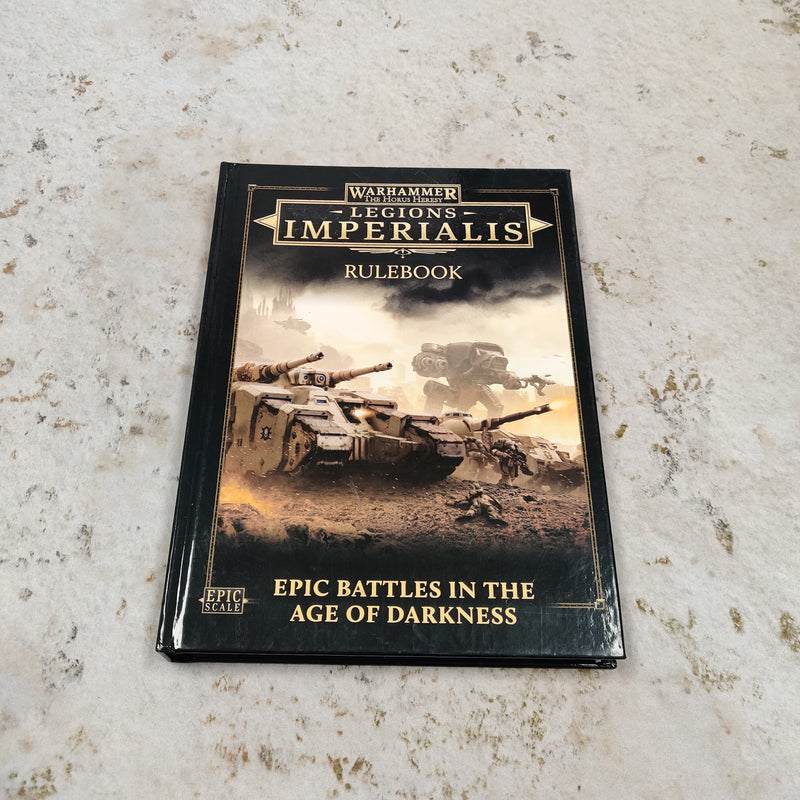 WARHAMMER
THE HORUS HERESY
LEGIONS
IMPERIALIS
RULEBOOK
EPIC BATTLES IN THE
AGE OF DARKNESS
EPIC
SCALE